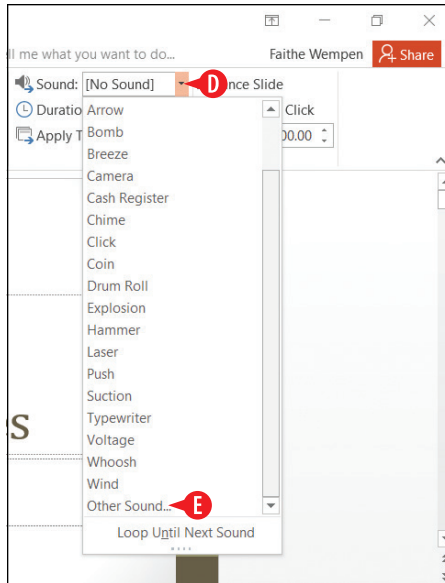 ll me what you want to do...
Faithe Wempen
Share
Sound: [No Sound] D nce Slide
Duratio
Click
Apply T
00.00
Arrow
Bomb
Breeze
Camera
Cash Register
Chime
Click
Coin
Drum Roll
Explosion
Hammer
Laser
Push
Suction
Typewriter
Voltage
Whoosh
Wind
Other Sound... E
Loop Until Next Sound
s